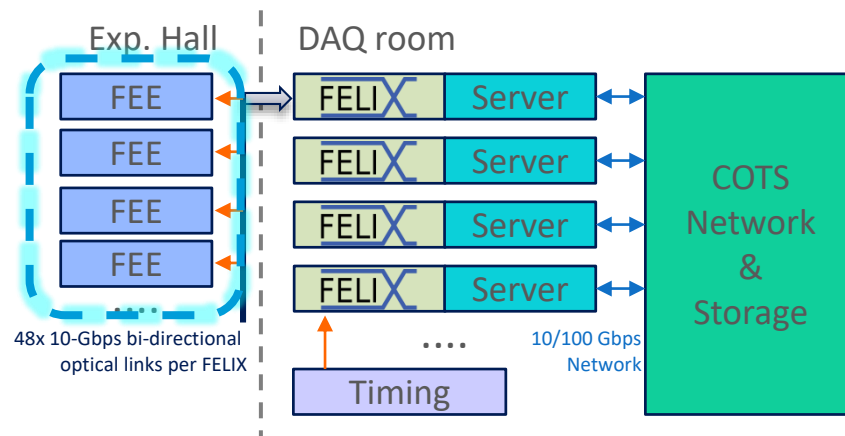 Exp. Hall
DAQ room
FEE
FELIX
Server
FEE
FELIX
Server
FEE
FELIX
Server
FEE
FELIX
Server
COTS
Network
&
Storage
....
48x 10-Gbps bi-directional
optical links per FELIX
....
10/100 Gbps
Network
Timing